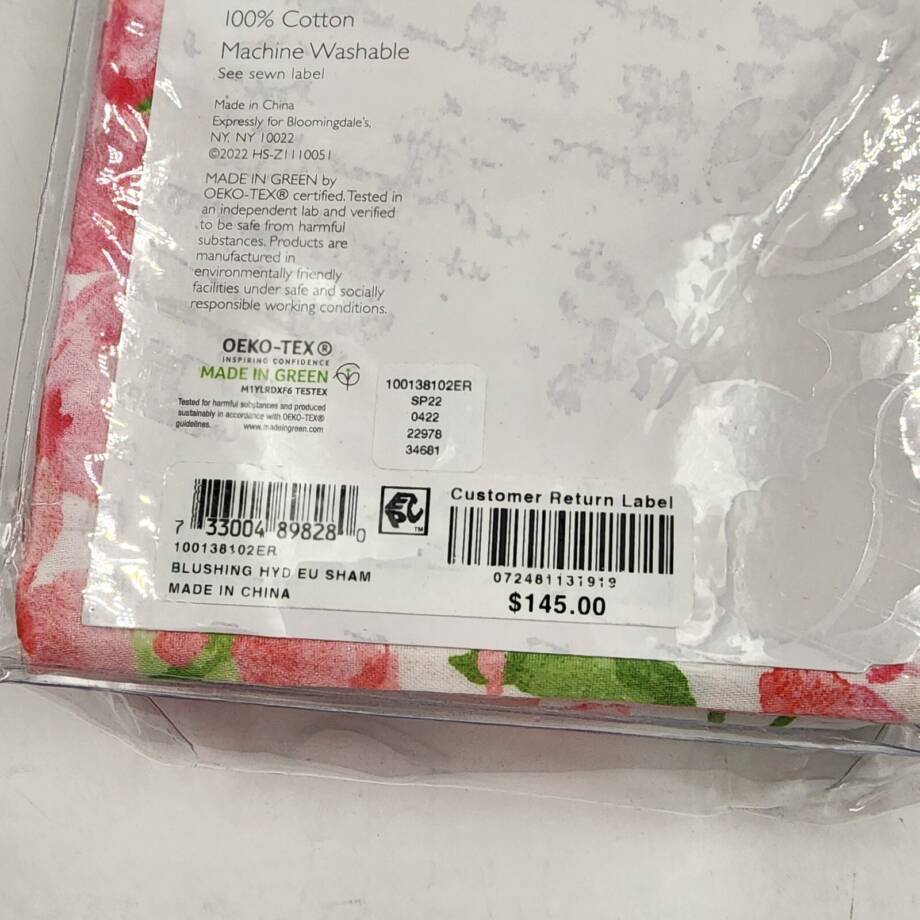 100% Cotton
Machine Washable
See sewn label
Made in China
Expressly for Bloomingdale's,
NY, NY 10022
©2022 HS-Z1110051
MADE IN GREEN by
OEKO-TEX® certified. Tested in
an independent lab and verified
to be safe from harmful
substances. Products are
manufactured in
environmentally friendly
facilities under safe and socially
responsible working conditions.
OEKO-TEX®
INSPIRING CONFIDENCE
MADE IN GREEN
M1YLRDXF6 TESTEX
Tested for harmful substances and produced
sustainably in accordance with OEKO-TEX®
guidelines. www.madeingreen.com
100138102ER
SP22
0422
22978
34681
7 33004 89828 0
100138102ER
BLUSHING HYD EU SHAM
MADE IN CHINA
EPC TM
Customer Return Label
072481131919
$145.00